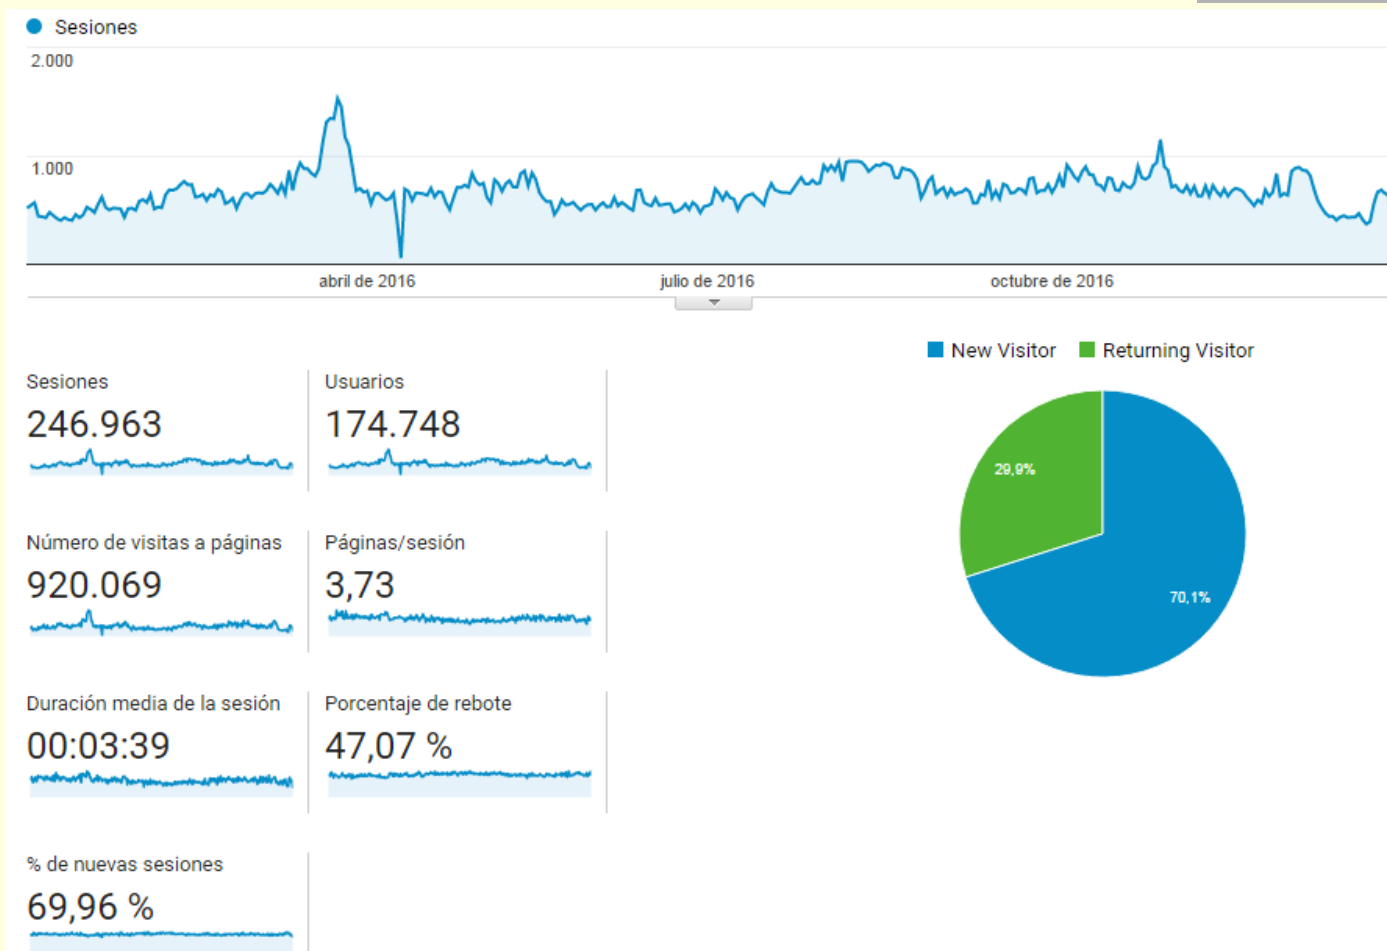 Sesiones
2.000
1.000
abril de 2016
julio de 2016
octubre de 2016
New Visitor
Returning Visitor
Sesiones
246.963
Usuarios
174.748
Número de visitas a páginas
920.069
Páginas/sesión
3,73
Duración media de la sesión
00:03:39
Porcentaje de rebote
47,07 %
% de nuevas sesiones
69,96 %
29,9%
70,1%